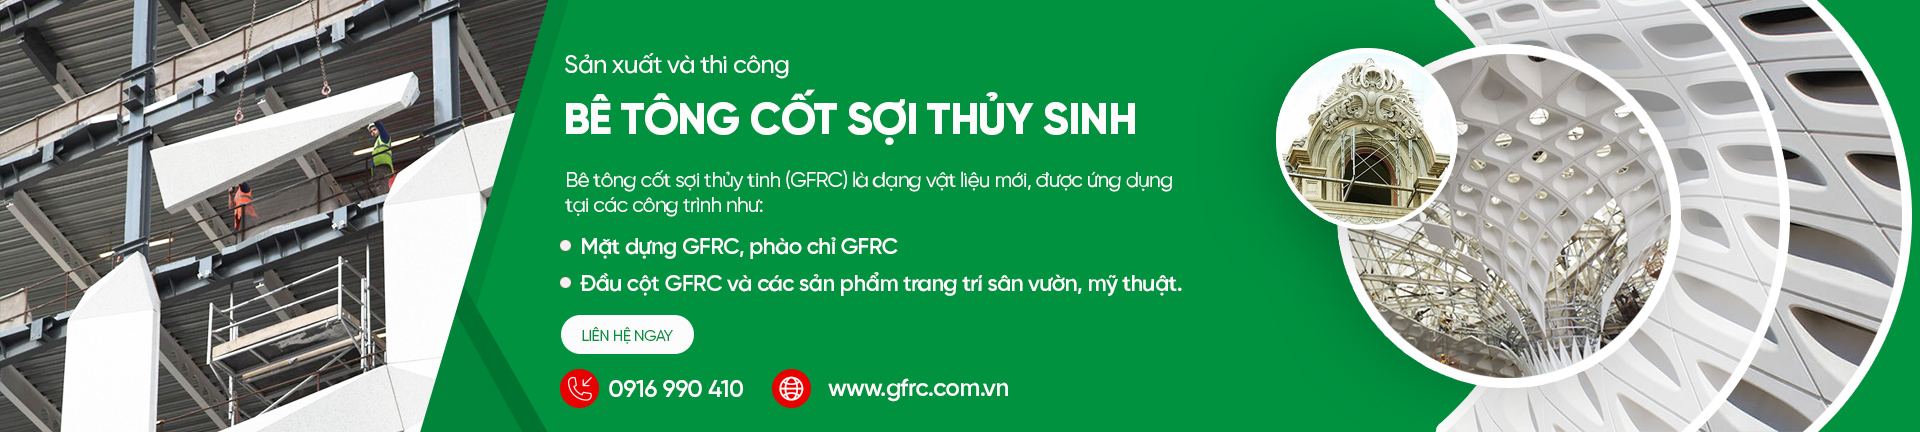 Sản xuất và thi công
BÊ TÔNG CỐT SỢI THỦY SINH
Bê tông cốt sợi thủy tinh (GFRC) là dạng vật liệu mới, được ứng dụng
tại các công trình như:
Mặt dựng GFRC, phào chỉ GFRC
Đầu cột GFRC và các sản phẩm trang trí sân vườn, mỹ thuật.
LIÊN HỆ NGAY
0916 990 410
www.gfrc.com.vn